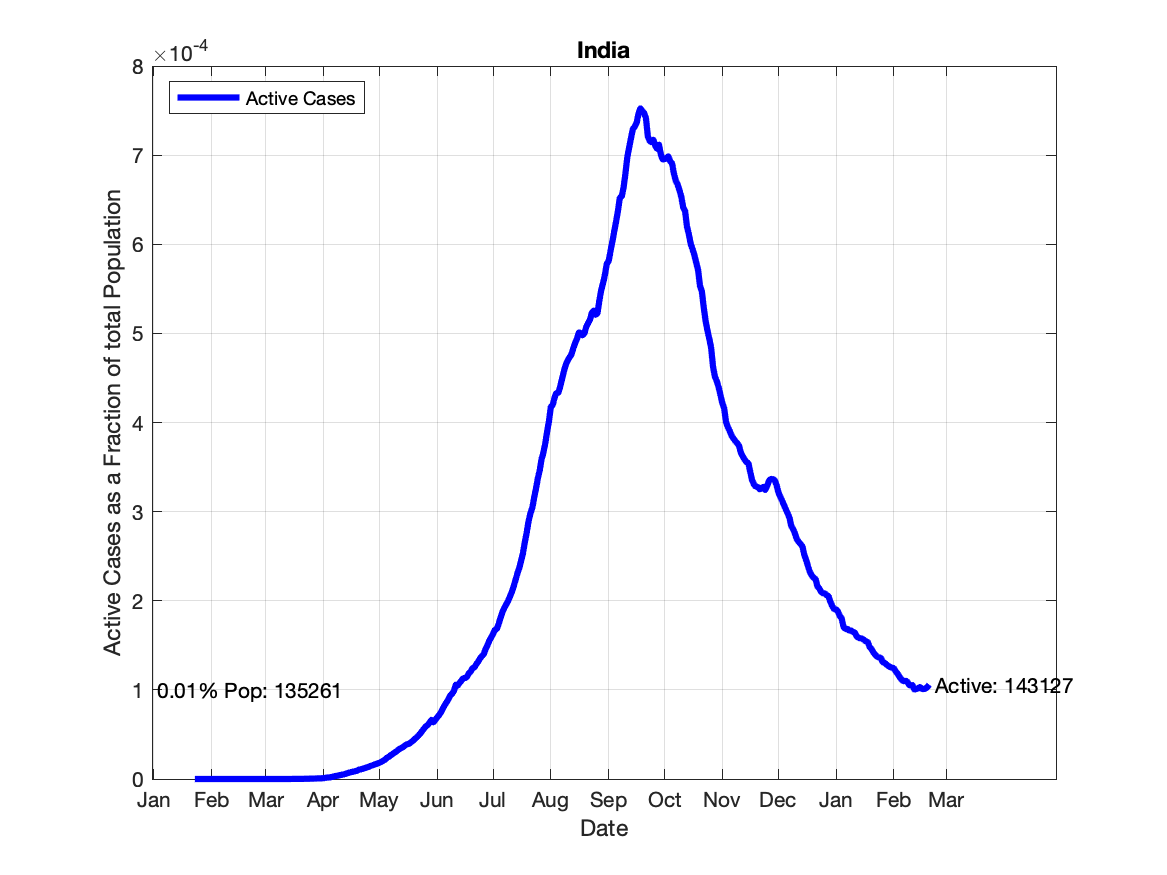 India
×10-4
Active Cases
8
7
6
5
4
3
2
1
0
Active Cases as a Fraction of total Population
0.01% Pop: 135261
Active: 143127
Jan Feb Mar Apr May Jun Jul Aug Sep Oct Nov Dec Jan Feb Mar
Date